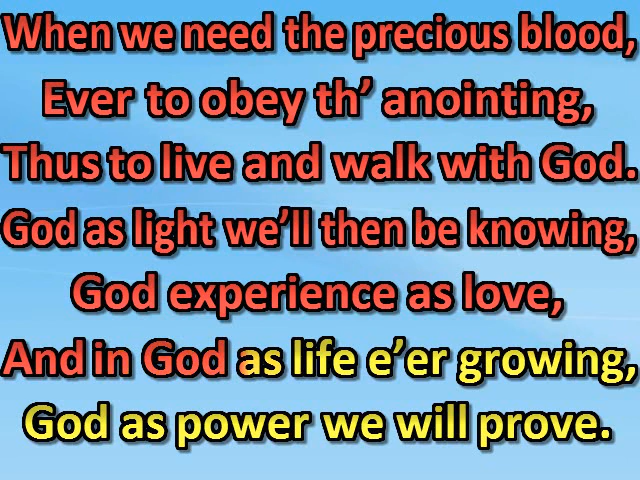 When we need the precious blood,
Ever to obey th’ anointing,
Thus to live and walk with God.
God as light we’ll then be knowing,
God experience as love,
And in God as life e’er growing,
God as power we will prove.